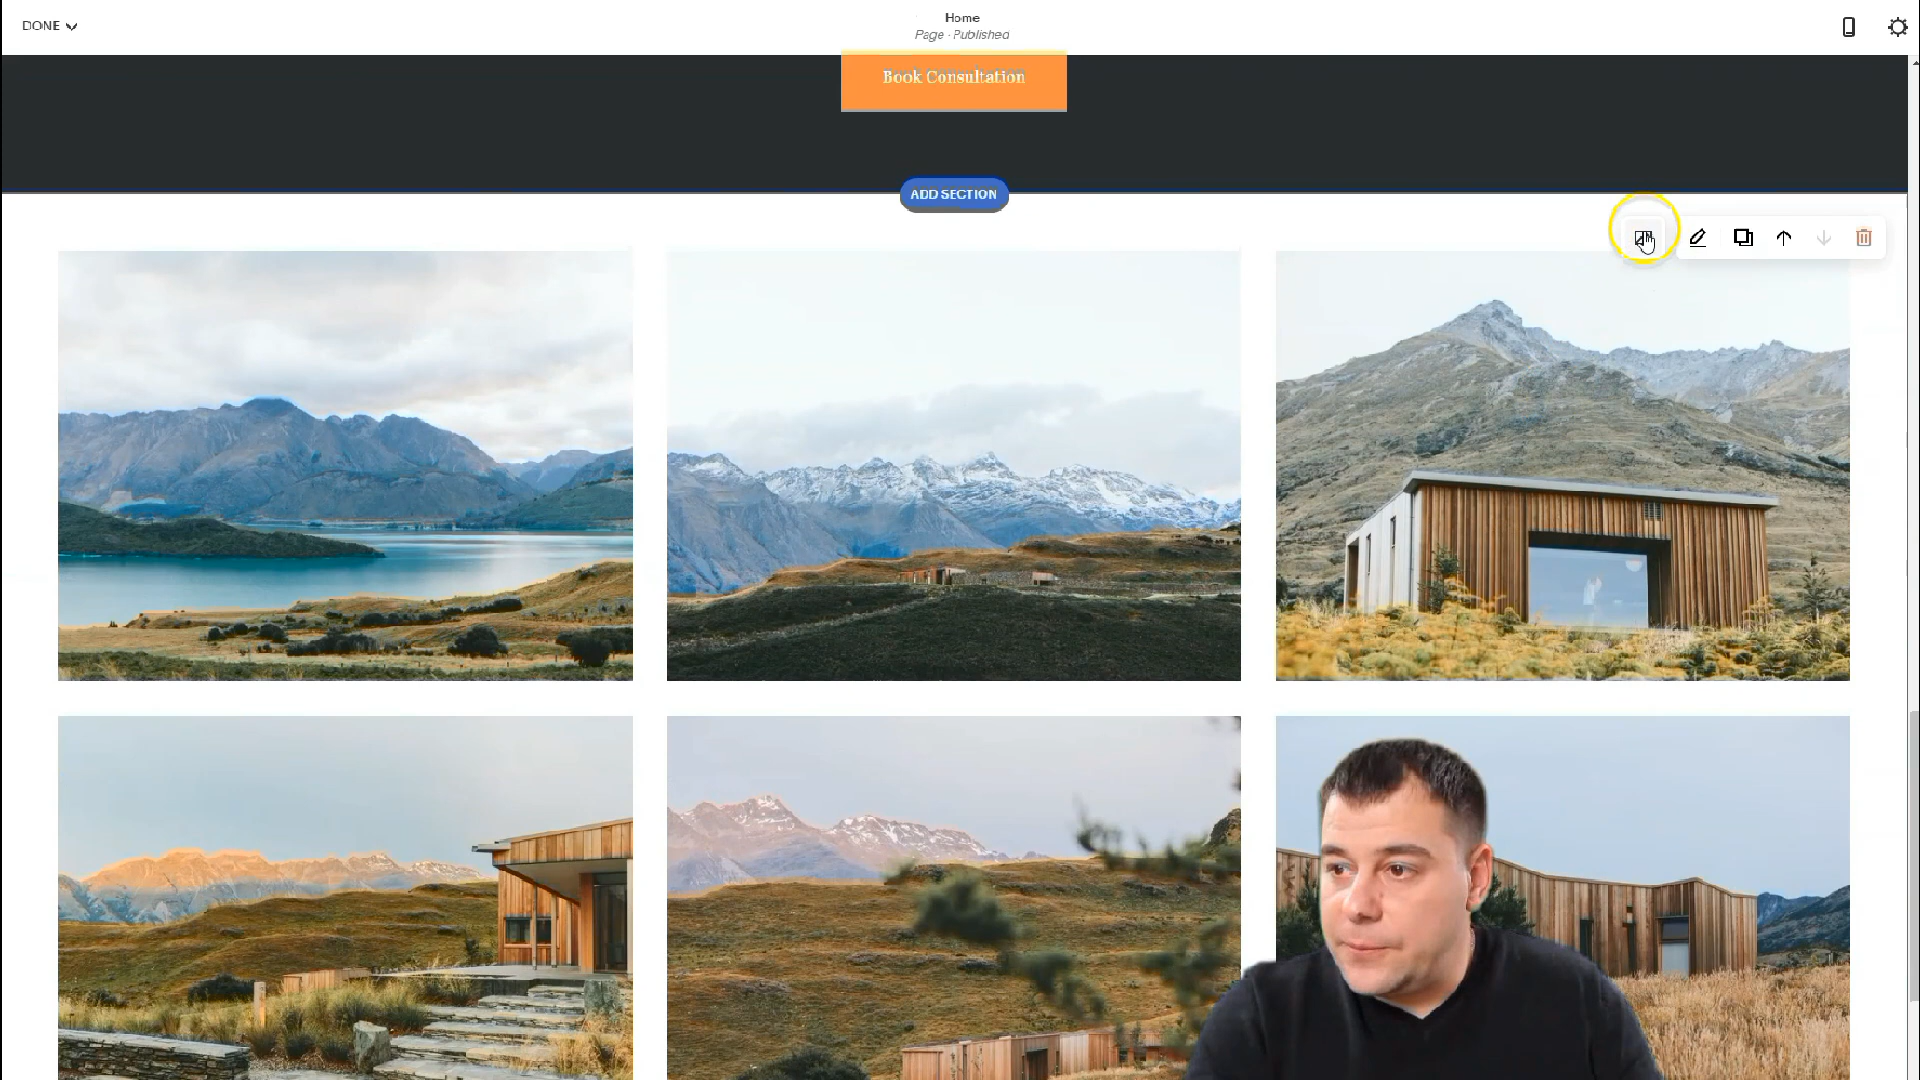 DONE
Home
Page · Published
Book Consultation
ADD SECTION